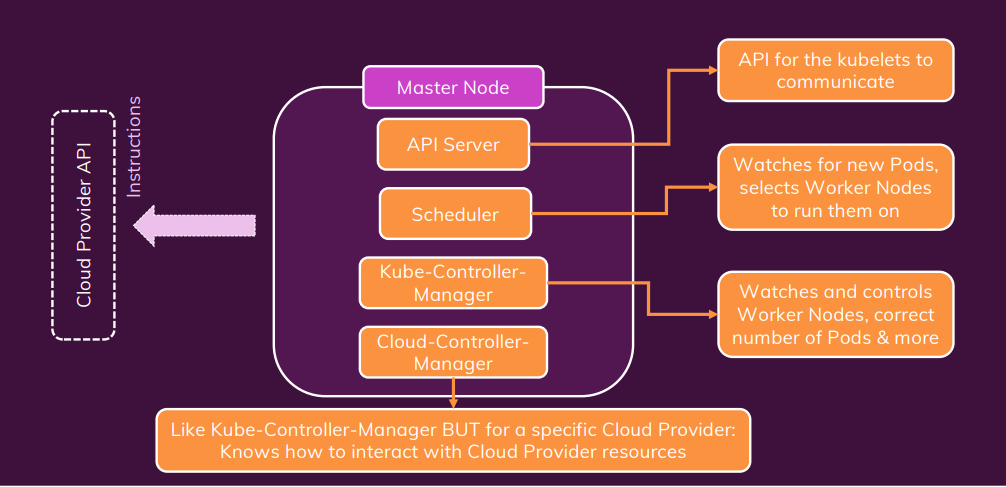 Cloud Provider API
Instructions
Master Node
API Server
Scheduler
Kube-Controller-
Manager
Cloud-Controller-
Manager
API for the kubelets to
communicate
Watches for new Pods,
selects Worker Nodes
to run them on
Watches and controls
Worker Nodes, correct
number of Pods & more
Like Kube-Controller-Manager BUT for a specific Cloud Provider:
Knows how to interact with Cloud Provider resources